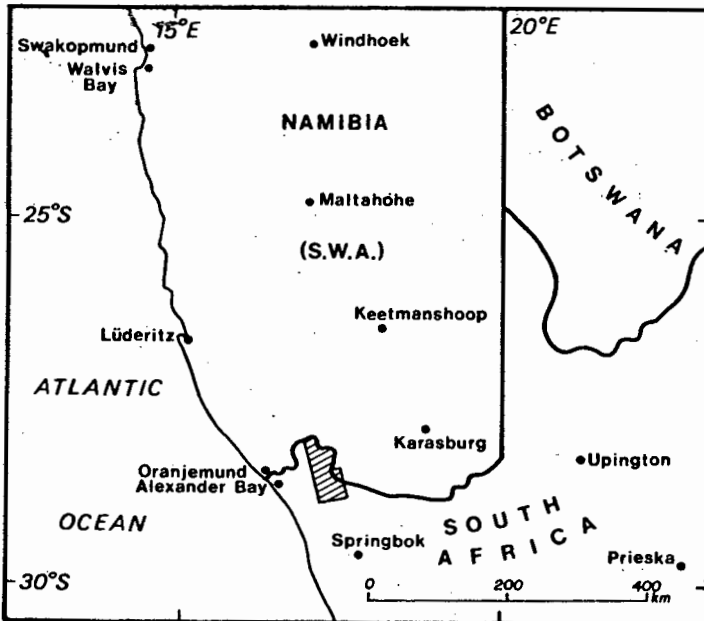 15°E
20°E
Swakopmund
Windhoek
Walvis
Bay
NAMIBIA
BOTSWANA
Maltahöhe
25°S
(S.W.A.)
Keetmanshoop
Lüderitz
ATLANTIC
Karasburg
Oranjemund
Upington
Alexander Bay
OCEAN
SOUTH
AFRICA
Springbok
Prieska
30°S
0 200 400
km